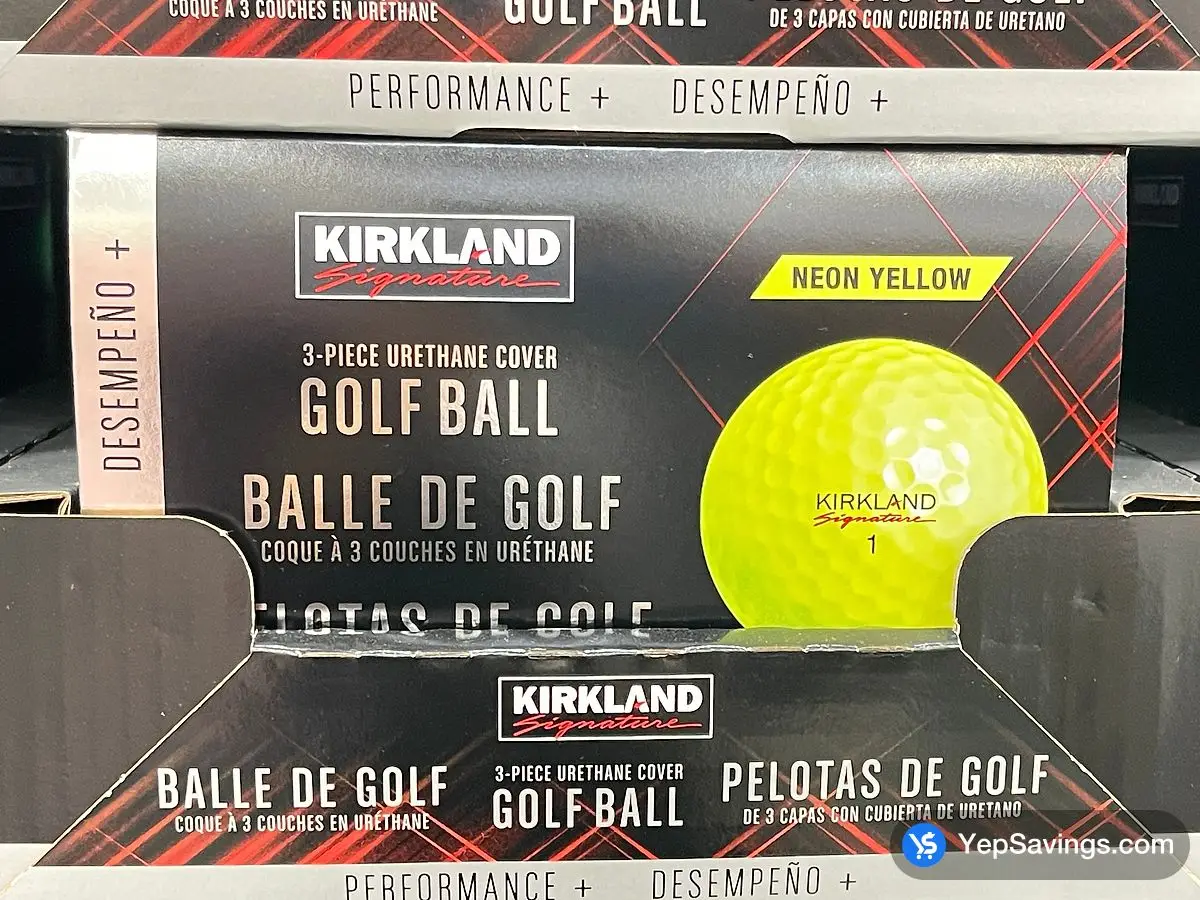 COQUE À 3 COUCHES EN URÉTHANE
GOLF BALL
DE 3 CAPAS CON CUBIERTA DE URETANO
PERFORMANCE + DESEMPEÑO +
DESEMPEÑO +
KIRKLAND
Signature
NEON YELLOW
3-PIECE URETHANE COVER
GOLF BALL
BALLE DE GOLF
COQUE À 3 COUCHES EN URÉTHANE
PELOTAS DE GOLF
KIRKLAND
Signature
1
KIRKLAND
Signature
BALLE DE GOLF
COQUE À 3 COUCHES EN URÉTHANE
3-PIECE URETHANE COVER
GOLF BALL
PELOTAS DE GOLF
DE 3 CAPAS CON CUBIERTA DE URETANO
YepSavings.com
PERFORMANCE + DESEMPEÑO +